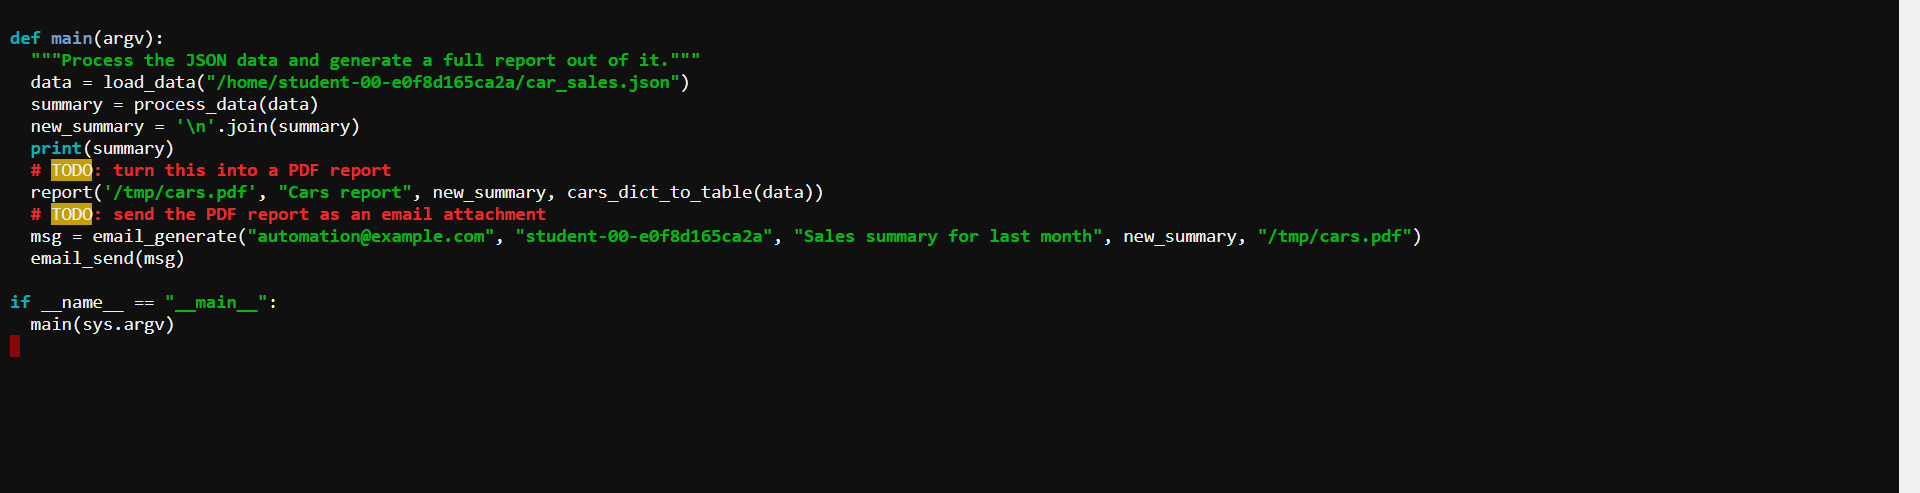 def main(argv):
  """Process the JSON data and generate a full report out of it."""
  data = load_data("/home/student-00-e0f8d165ca2a/car_sales.json")
  summary = process_data(data)
  new_summary = '\n'.join(summary)
  print(summary)
  # TODO: turn this into a PDF report
  report('/tmp/cars.pdf', "Cars report", new_summary, cars_dict_to_table(data))
  # TODO: send the PDF report as an email attachment
  msg = email_generate("automation@example.com", "student-00-e0f8d165ca2a", "Sales summary for last month", new_summary, "/tmp/cars.pdf")
  email_send(msg)

if __name__ == "__main__":
  main(sys.argv)